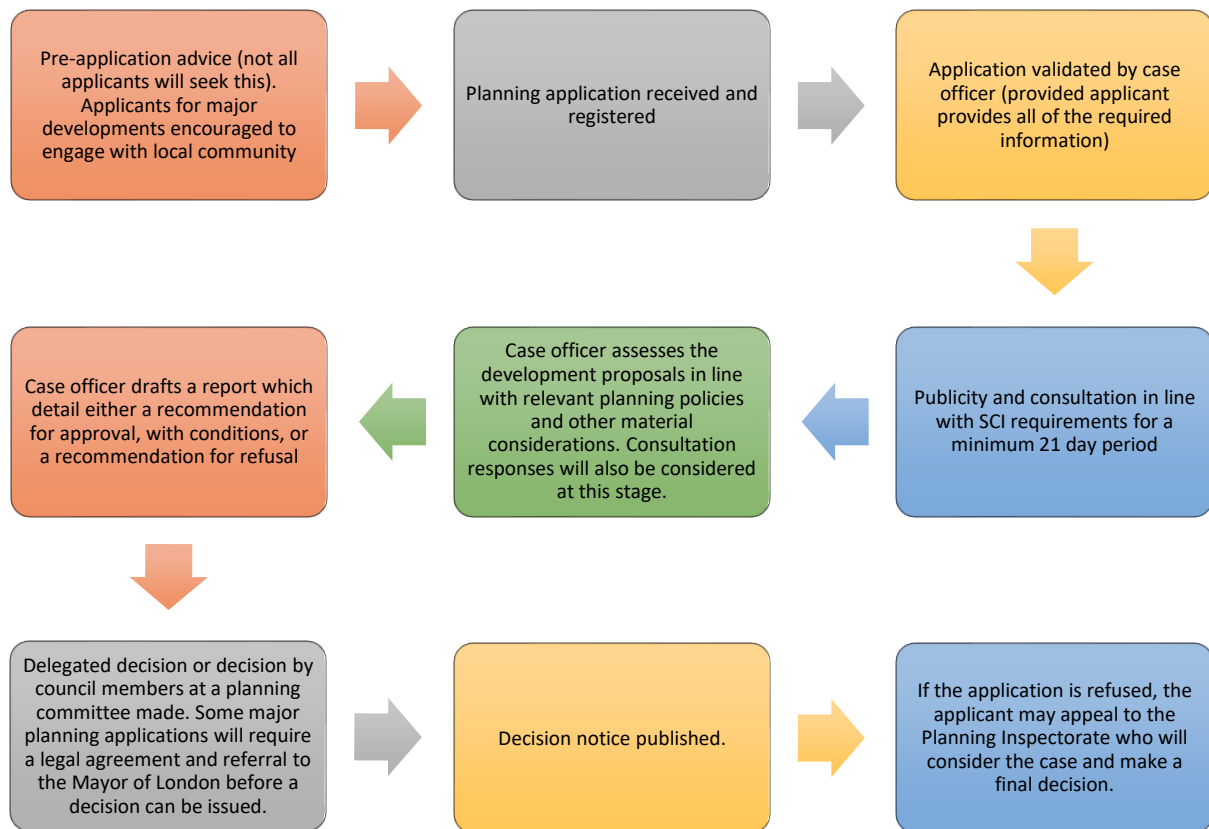 Pre-application advice (not all
applicants will seek this).
Applicants for major
developments encouraged to
engage with local community
Planning application received and
registered
Application validated by case
officer (provided applicant
provides all of the required
information)
Publicity and consultation in line
with SCI requirements for a
minimum 21 day period
Case officer assesses the
development proposals in line
with relevant planning policies
and other material
considerations. Consultation
responses will also be considered
at this stage.
Case officer drafts a report which
detail either a recommendation
for approval, with conditions, or
a recommendation for refusal
Delegated decision or decision by
council members at a planning
committee made. Some major
planning applications will require
a legal agreement and referral to
the Mayor of London before a
decision can be issued.
Decision notice published.
If the application is refused, the
applicant may appeal to the
Planning Inspectorate who will
consider the case and make a
final decision.